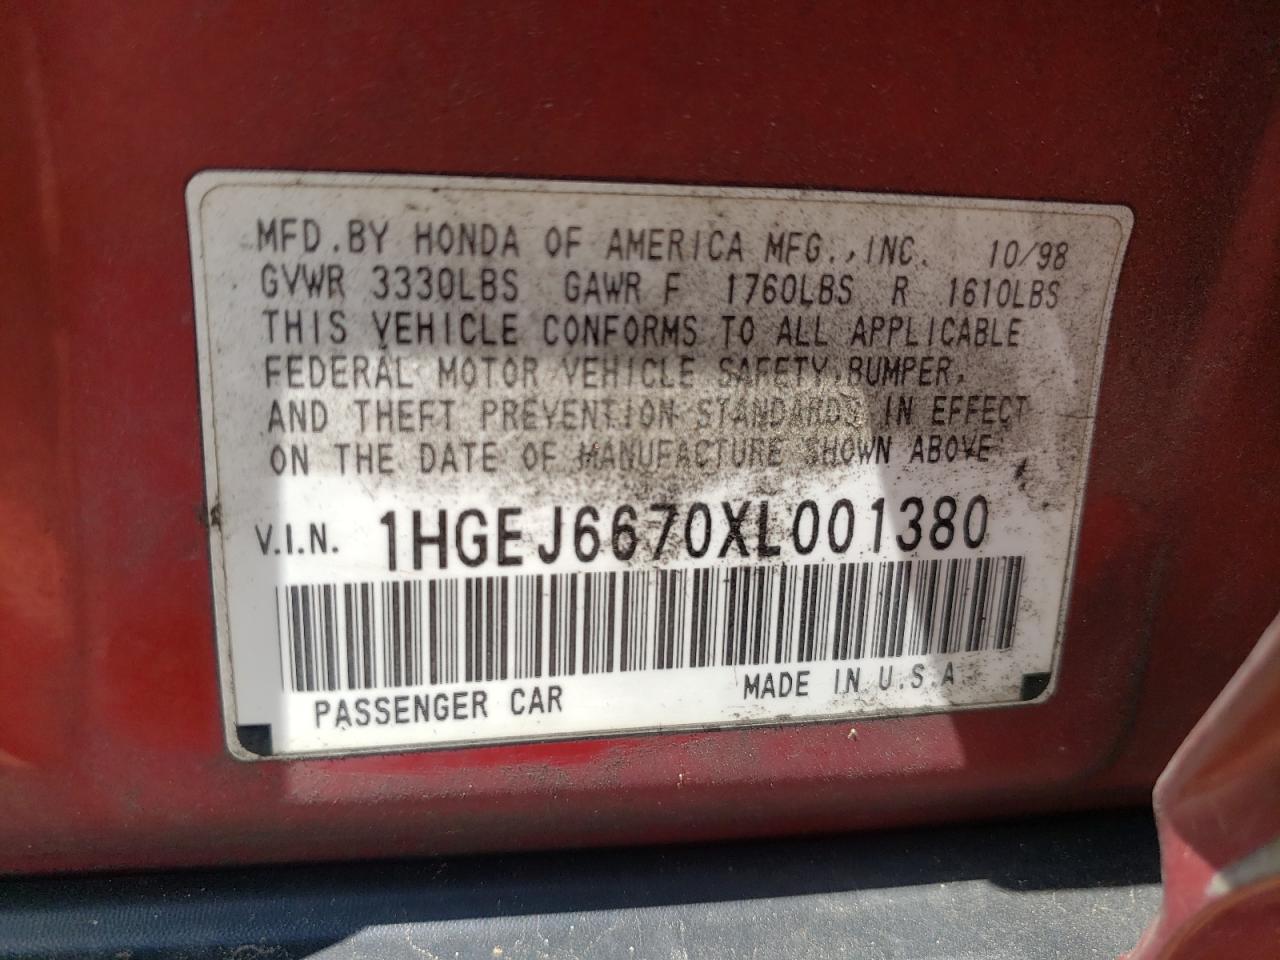 MFD.BY HONDA OF AMERICA MFG.,INC. 10/98
GVWR 3330LBS GAWR F 1760LBS R 1610LBS
THIS VEHICLE CONFORMS TO ALL APPLICABLE
FEDERAL MOTOR VEHICLE SAFETY,BUMPER,
AND THEFT PREVENTION STANDARDS IN EFFECT
ON THE DATE OF MANUFACTURE SHOWN ABOVE
V.I.N. 1HGEJ6670XL001380
PASSENGER CAR MADE IN U.S.A